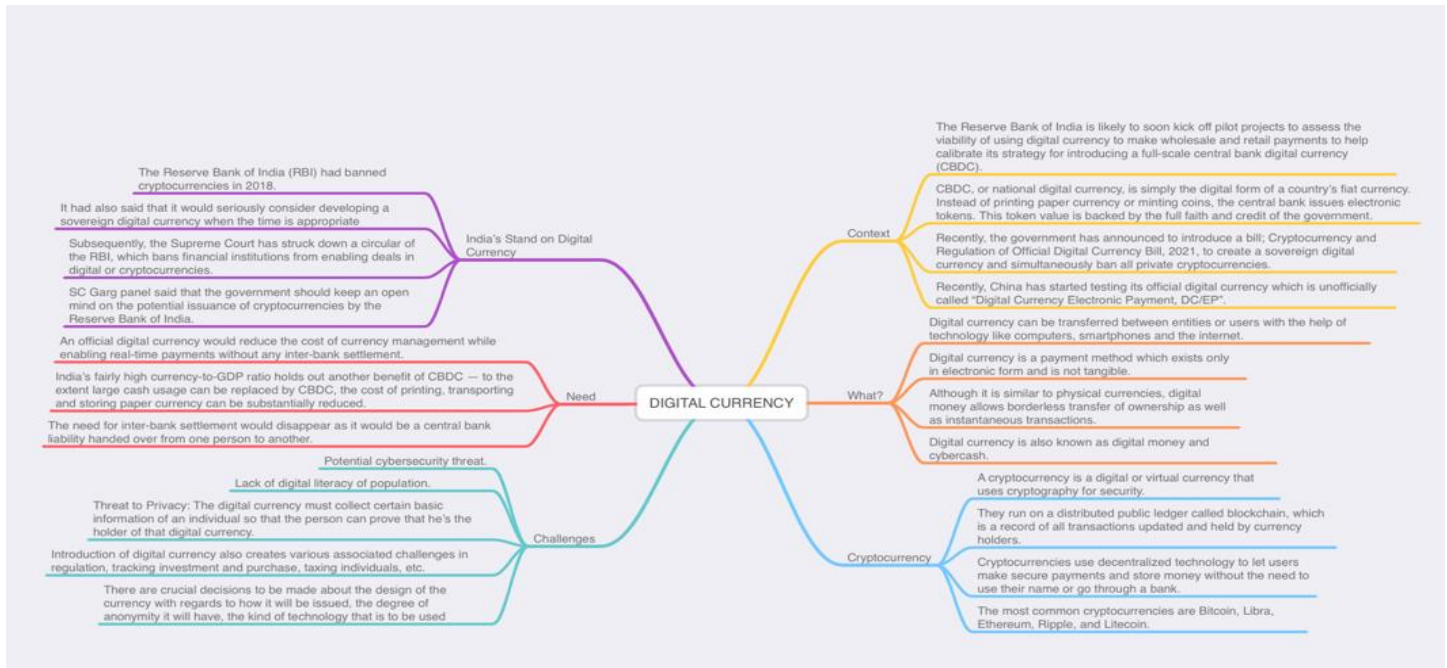 DIGITAL CURRENCY
Context
The Reserve Bank of India is likely to soon kick off pilot projects to assess the
viability of using digital currency to make wholesale and retail payments to help
calibrate its strategy for introducing a full-scale central bank digital currency
(CBDC).
CBDC, or national digital currency, is simply the digital form of a country's fiat currency.
Instead of printing paper currency or minting coins, the central bank issues electronic
tokens. This token value is backed by the full faith and credit of the government.
Recently, the government has announced to introduce a bill; Cryptocurrency and
Regulation of Official Digital Currency Bill, 2021, to create a sovereign digital
currency and simultaneously ban all private cryptocurrencies.
Recently, China has started testing its official digital currency which is unofficially
called “Digital Currency Electronic Payment, DC/EP”.
What?
Digital currency can be transferred between entities or users with the help of
technology like computers, smartphones and the internet.
Digital currency is a payment method which exists only
in electronic form and is not tangible.
Although it is similar to physical currencies, digital
money allows borderless transfer of ownership as well
as instantaneous transactions.
Digital currency is also known as digital money and
cybercash.
Cryptocurrency
A cryptocurrency is a digital or virtual currency that
uses cryptography for security.
They run on a distributed public ledger called blockchain, which
is a record of all transactions updated and held by currency
holders.
Cryptocurrencies use decentralized technology to let users
make secure payments and store money without the need to
use their name or go through a bank.
The most common cryptocurrencies are Bitcoin, Libra,
Ethereum, Ripple, and Litecoin.
India's Stand on Digital
Currency
The Reserve Bank of India (RBI) had banned
cryptocurrencies in 2018.
It had also said that it would seriously consider developing a
sovereign digital currency when the time is appropriate
Subsequently, the Supreme Court has struck down a circular of
the RBI, which bans financial institutions from enabling deals in
digital or cryptocurrencies.
SC Garg panel said that the government should keep an open
mind on the potential issuance of cryptocurrencies by the
Reserve Bank of India.
Need
An official digital currency would reduce the cost of currency management while
enabling real-time payments without any inter-bank settlement.
India's fairly high currency-to-GDP ratio holds out another benefit of CBDC — to the
extent large cash usage can be replaced by CBDC, the cost of printing, transporting
and storing paper currency can be substantially reduced.
The need for inter-bank settlement would disappear as it would be a central bank
liability handed over from one person to another.
Challenges
Potential cybersecurity threat.
Lack of digital literacy of population.
Threat to Privacy: The digital currency must collect certain basic
information of an individual so that the person can prove that he's the
holder of that digital currency.
Introduction of digital currency also creates various associated challenges in
regulation, tracking investment and purchase, taxing individuals, etc.
There are crucial decisions to be made about the design of the
currency with regards to how it will be issued, the degree of
anonymity it will have, the kind of technology that is to be used